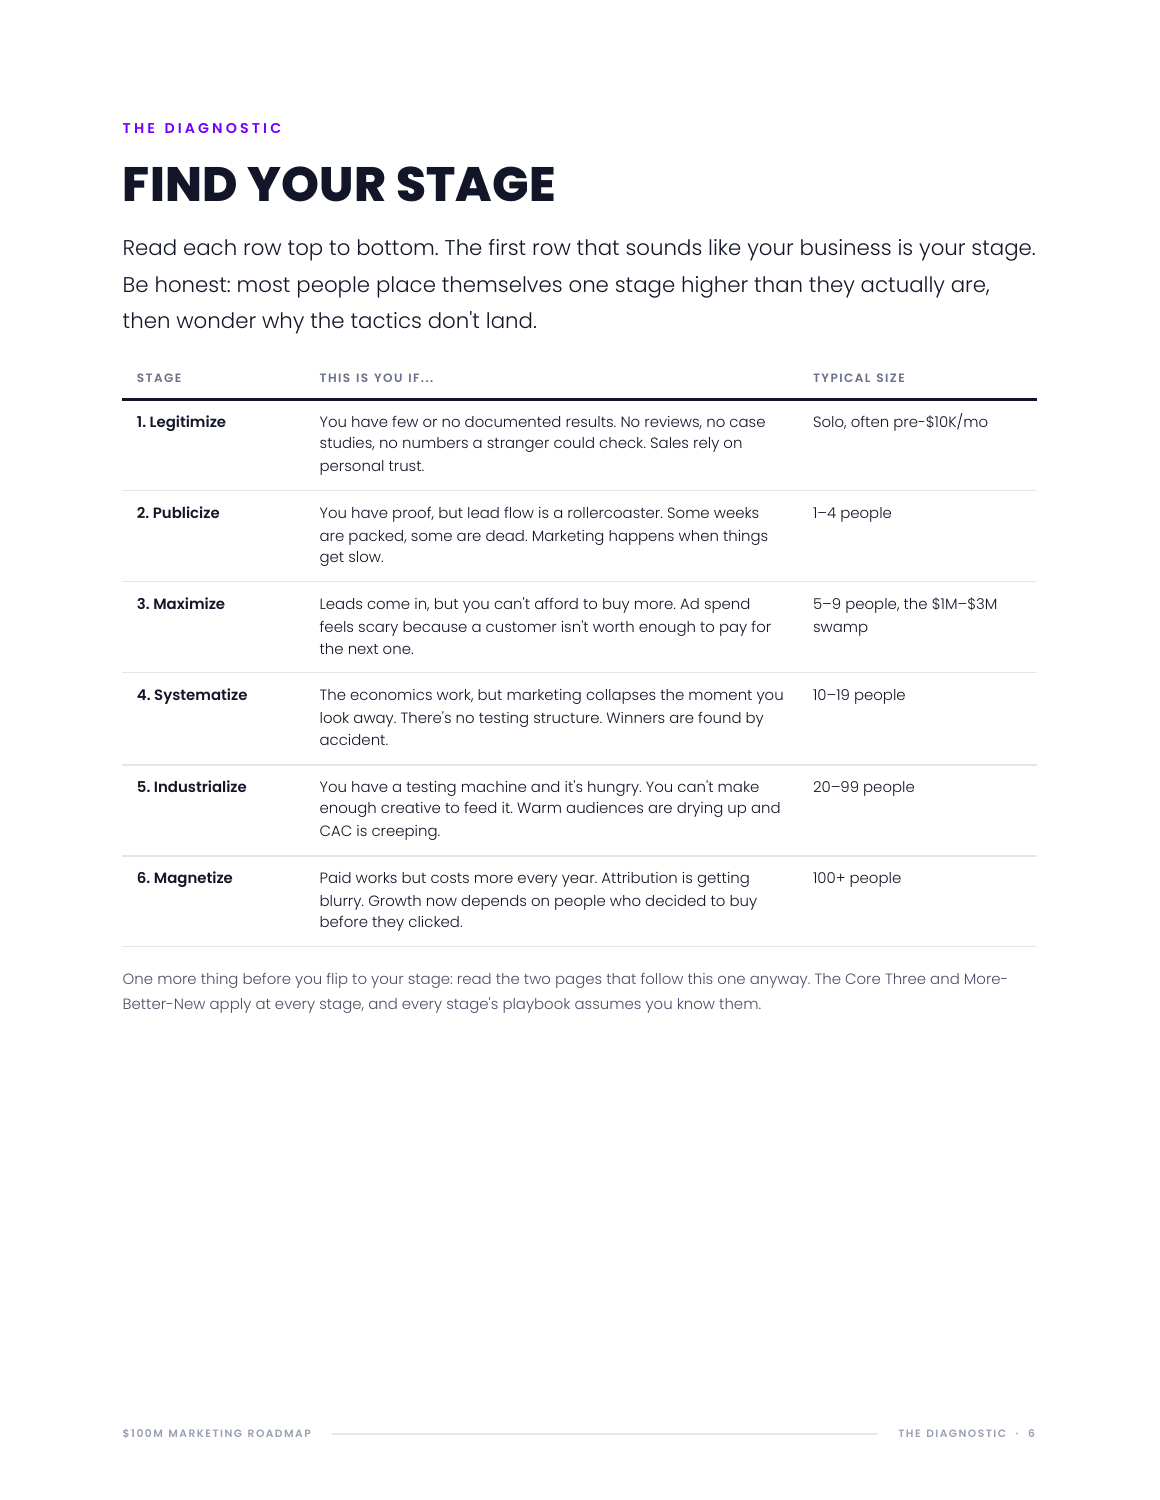 THE DIAGNOSTIC
FIND YOUR STAGE
Read each row top to bottom. The first row that sounds like your business is your stage.
Be honest: most people place themselves one stage higher than they actually are,
then wonder why the tactics don't land.
STAGE THIS IS YOU IF... TYPICAL SIZE
1. Legitimize You have few or no documented results. No reviews, no case Solo, often pre-$10K/mo
studies, no numbers a stranger could check. Sales rely on
personal trust.
2. Publicize You have proof, but lead flow is a rollercoaster. Some weeks 1–4 people
are packed, some are dead. Marketing happens when things
get slow.
3. Maximize Leads come in, but you can't afford to buy more. Ad spend 5–9 people, the $1M–$3M
feels scary because a customer isn't worth enough to pay for swamp
the next one.
4. Systematize The economics work, but marketing collapses the moment you 10–19 people
look away. There's no testing structure. Winners are found by
accident.
5. Industrialize You have a testing machine and it's hungry. You can't make 20–99 people
enough creative to feed it. Warm audiences are drying up and
CAC is creeping.
6. Magnetize Paid works but costs more every year. Attribution is getting 100+ people
blurry. Growth now depends on people who decided to buy
before they clicked.
One more thing before you flip to your stage: read the two pages that follow this one anyway. The Core Three and More-
Better-New apply at every stage, and every stage's playbook assumes you know them.
$100M MARKETING ROADMAP THE DIAGNOSTIC · 6